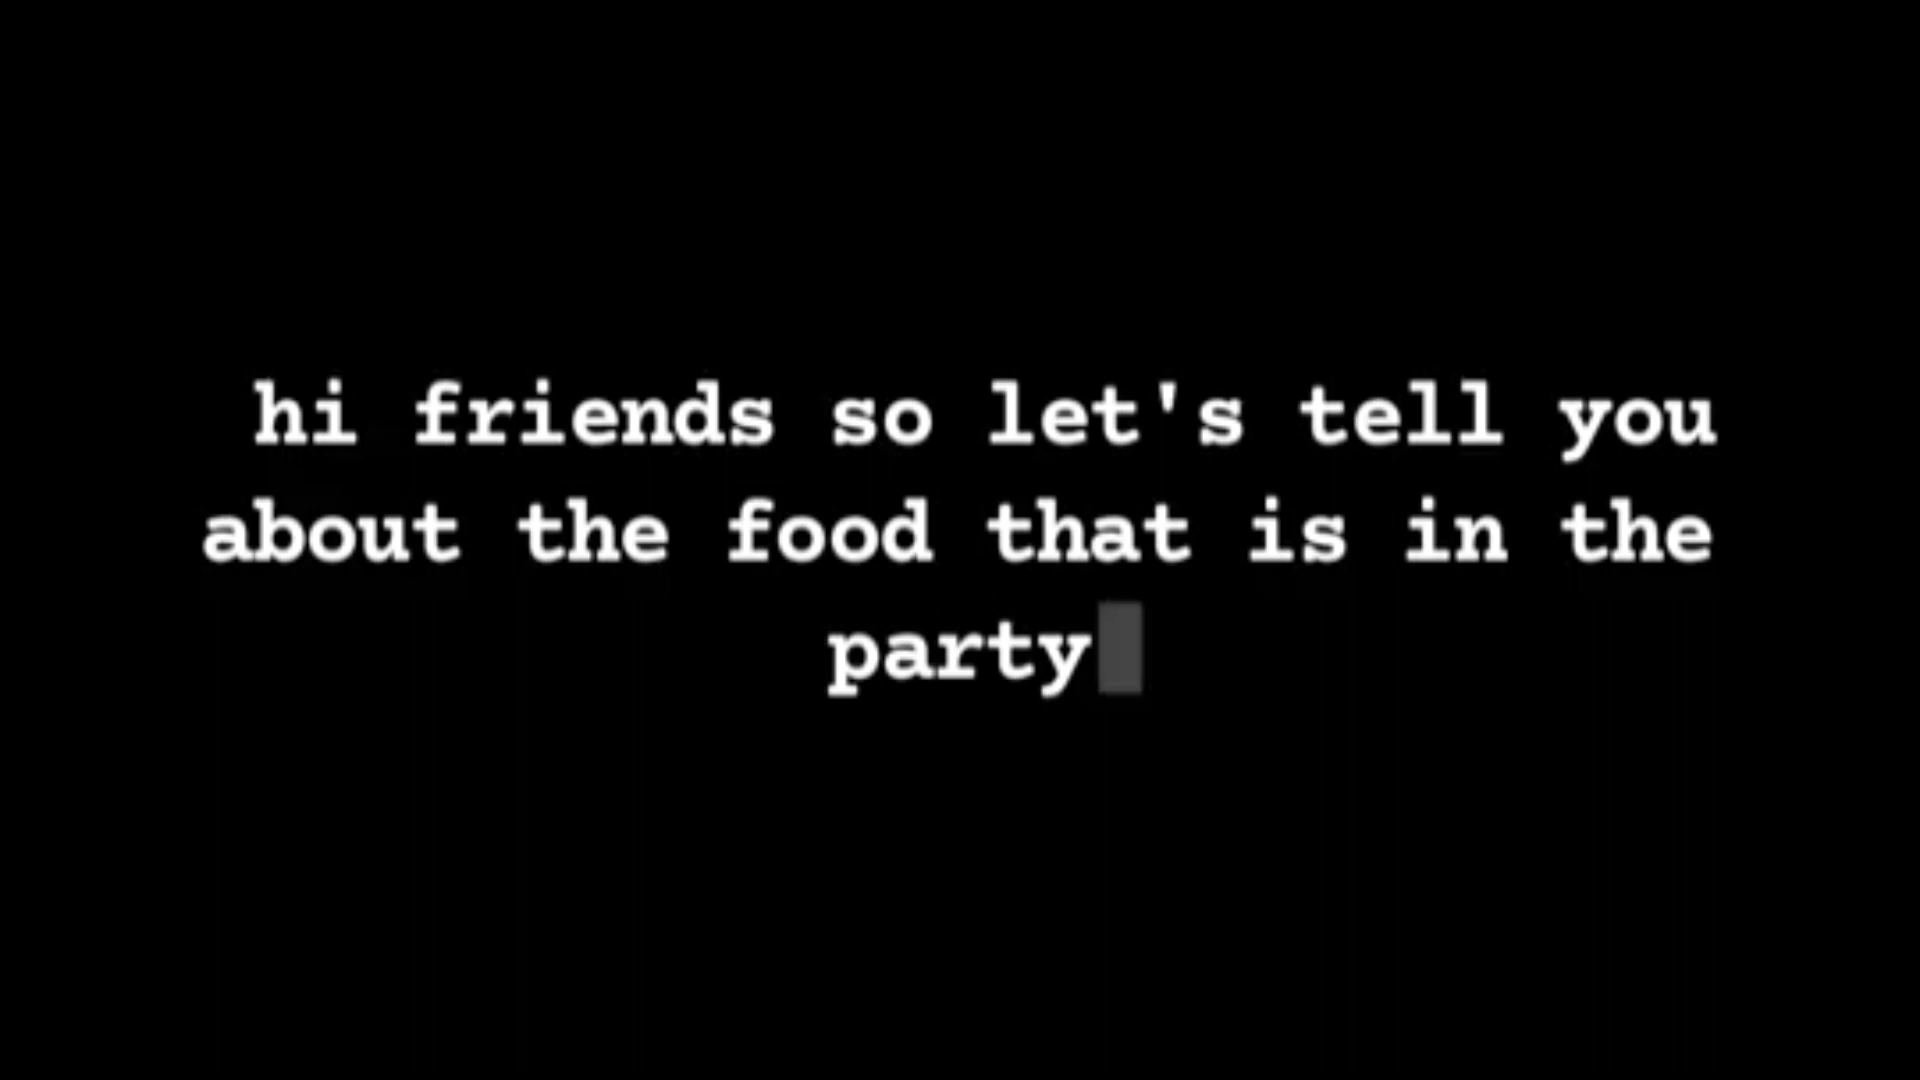 hi friends so let's tell you
about the food that is in the
party